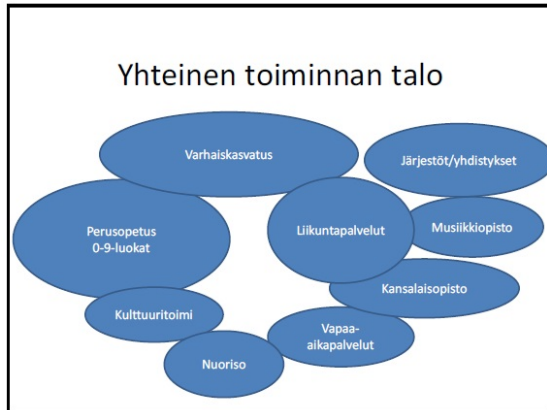 Yhteinen toiminnan talo
Varhaiskasvatus
Järjestöt/yhdistykset
Perusopetus
0-9-luokat
Liikuntapalvelut
Musiikkiopisto
Kansalaisopisto
Kulttuuritoimi
Vapaa-
aikapalvelut
Nuoriso